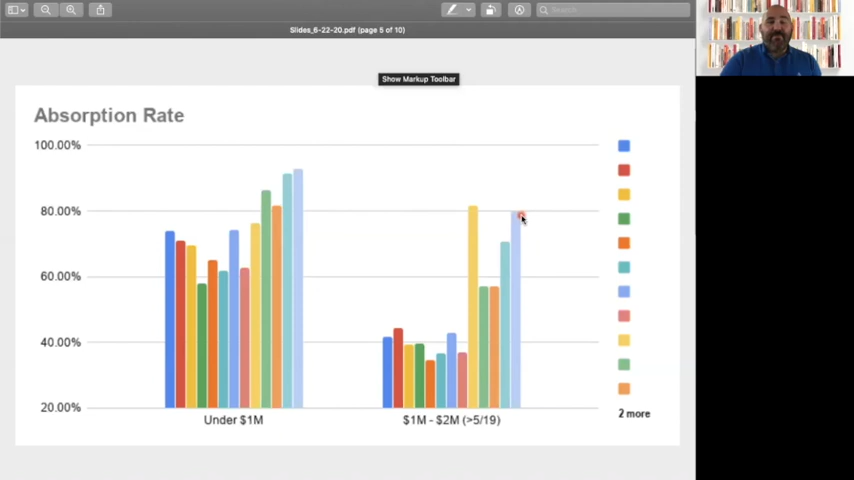 Search
Slides_6-22-20.pdf (page 5 of 10)
Show Markup Toolbar
Absorption Rate
100.00%
80.00%
60.00%
40.00%
20.00%
Under $1M
$1M - $2M (>5/19)
2 more